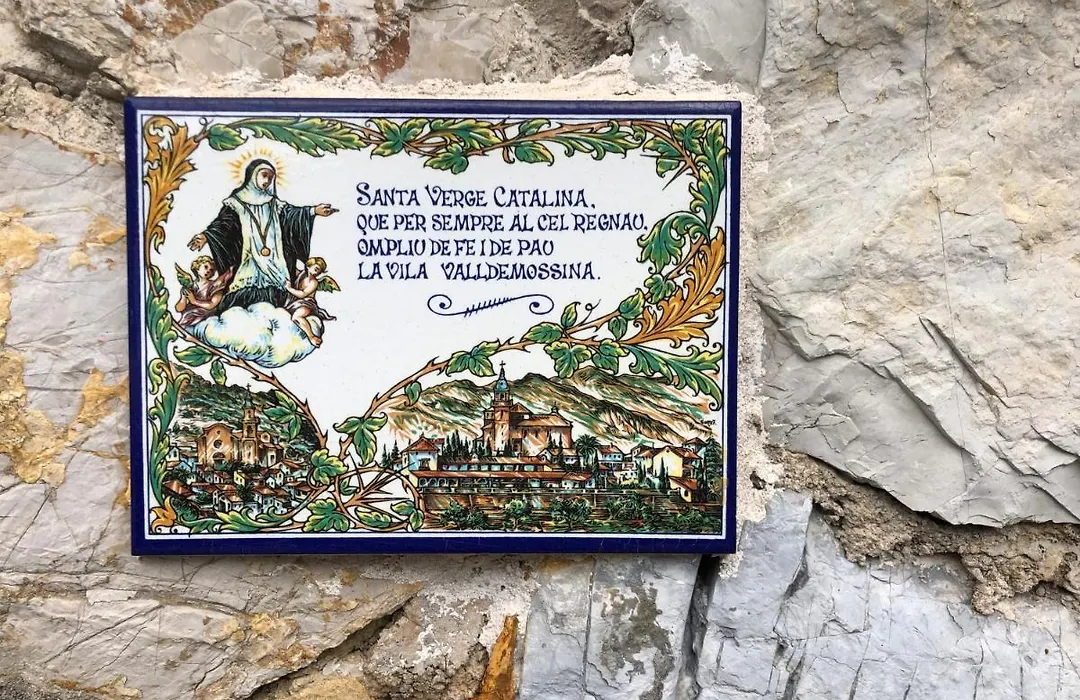 SANTA VERGE CATALINA,
QUE PER SEMPRE AL CEL REGNAU,
OMPLIU DE FE I DE PAU
LA VILA VALLDEMOSSINA.